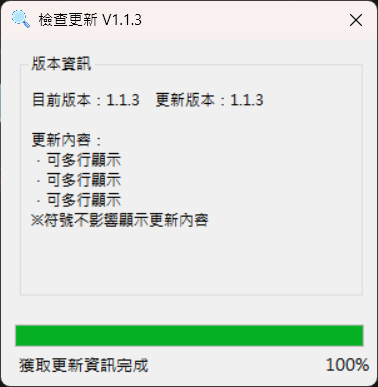 檢查更新 V1.1.3
版本資訊
目前版本：1.1.3　更新版本：1.1.3
更新內容：
．可多行顯示
．可多行顯示
．可多行顯示
※符號不影響顯示更新內容
獲取更新資訊完成 100%